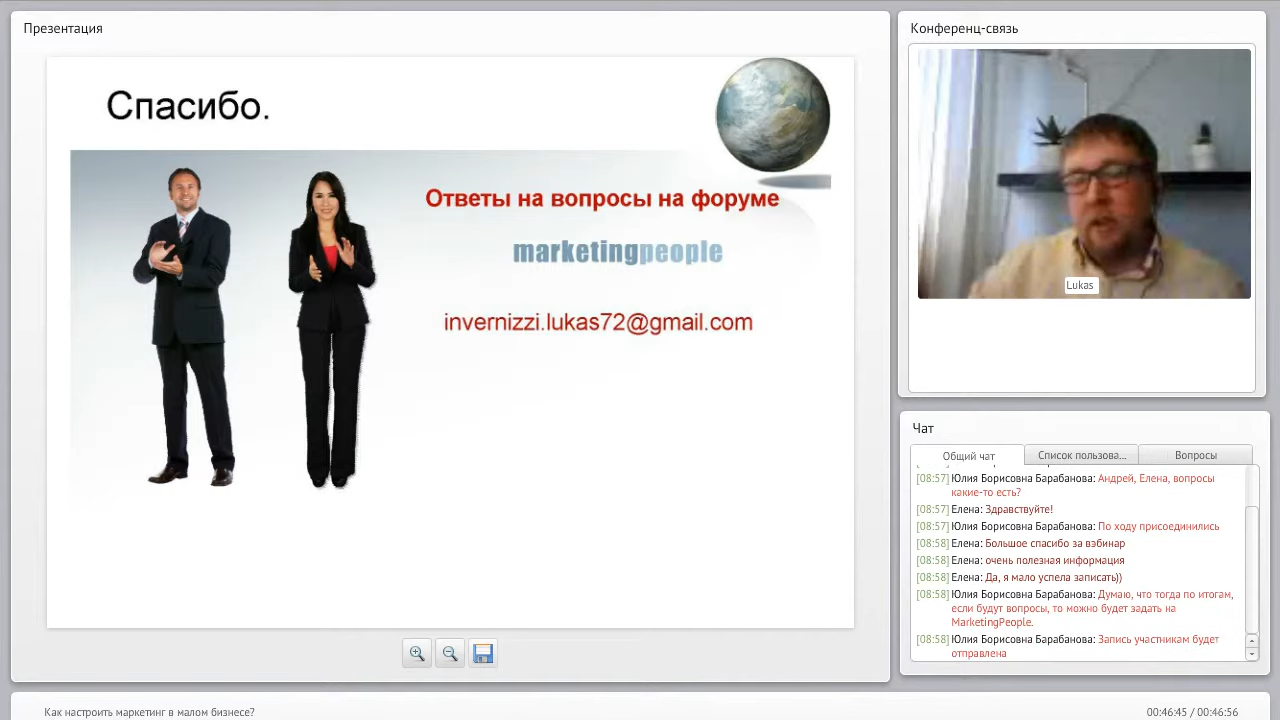 Презентация
Спасибо.
Ответы на вопросы на форуме
marketingpeople
invernizzi.lukas72@gmail.com
Конференц-связь
Lukas
Чат
Общий чат
Список пользова...
Вопросы
[08:57] Юлия Борисовна Барабанова: Андрей, Елена, вопросы
какие-то есть?
[08:57] Елена: Здравствуйте!
[08:57] Юлия Борисовна Барабанова: По ходу присоединились
[08:58] Елена: Большое спасибо за вэбинар
[08:58] Елена: очень полезная информация
[08:58] Елена: Да, я мало успела записать))
[08:58] Юлия Борисовна Барабанова: Думаю, что тогда по итогам,
если будут вопросы, то можно будет задать на
MarketingPeople.
[08:58] Юлия Борисовна Барабанова: Запись участникам будет
отправлена
Как настроить маркетинг в малом бизнесе?
00:46:45 / 00:46:56